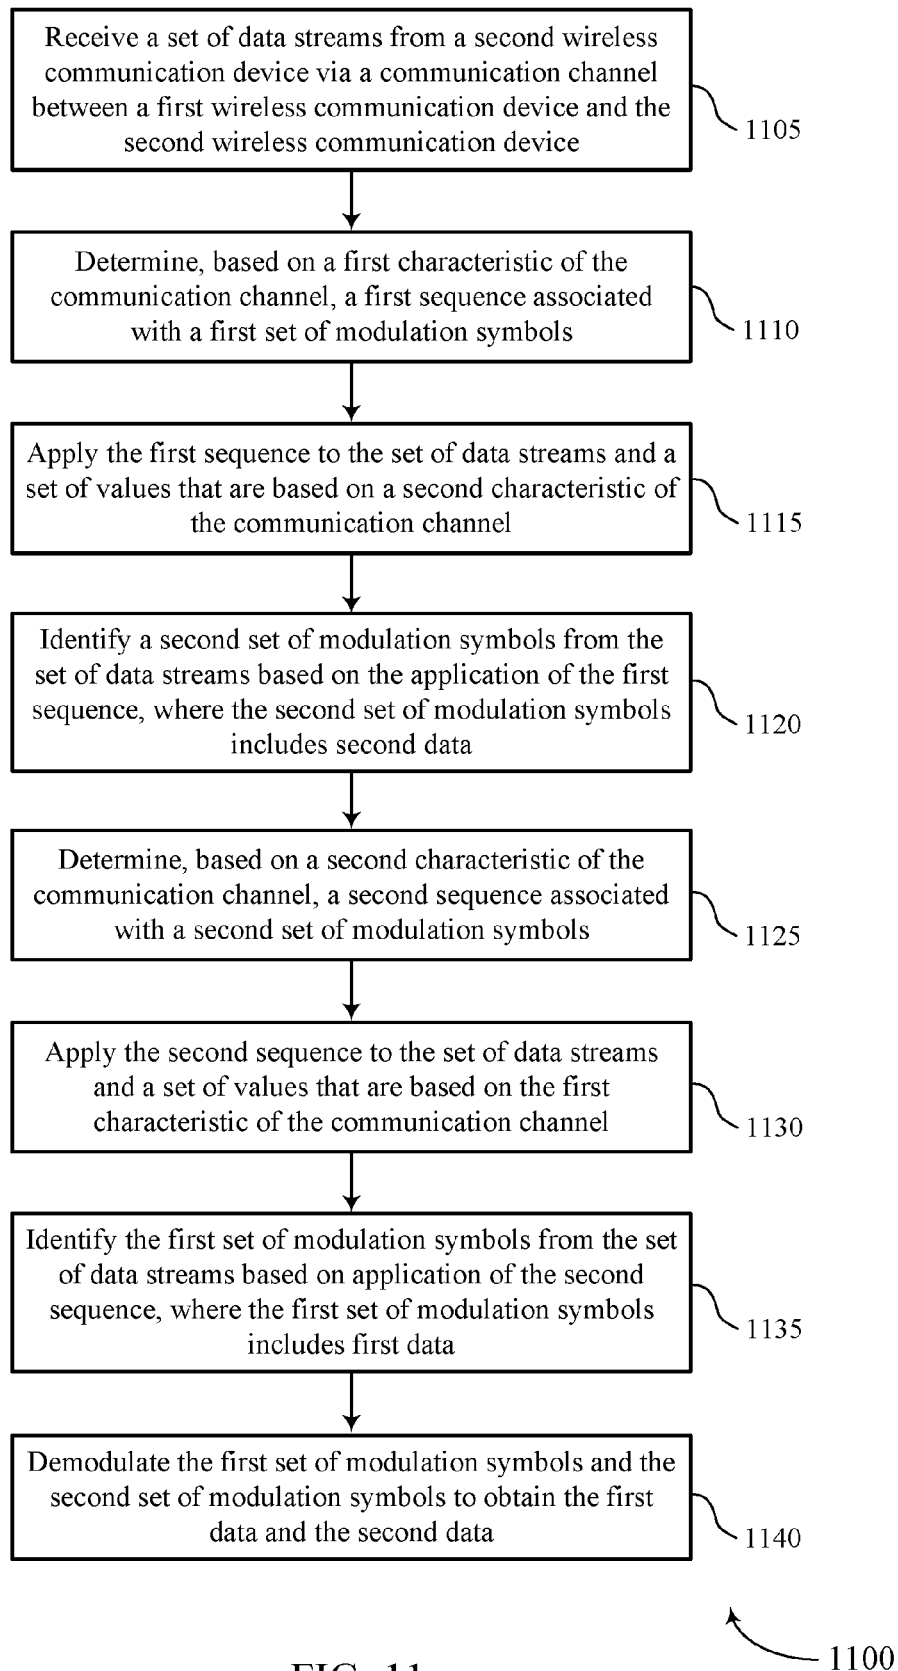 Receive a set of data streams from a second wireless
communication device via a communication channel
between a first wireless communication device and the
second wireless communication device
1105
Determine, based on a first characteristic of the
communication channel, a first sequence associated
with a first set of modulation symbols
1110
Apply the first sequence to the set of data streams and a
set of values that are based on a second characteristic of
the communication channel
1115
Identify a second set of modulation symbols from the
set of data streams based on the application of the first
sequence, where the second set of modulation symbols
includes second data
1120
Determine, based on a second characteristic of the
communication channel, a second sequence associated
with a second set of modulation symbols
1125
Apply the second sequence to the set of data streams
and a set of values that are based on the first
characteristic of the communication channel
1130
Identify the first set of modulation symbols from the set
of data streams based on application of the second
sequence, where the first set of modulation symbols
includes first data
1135
Demodulate the first set of modulation symbols and the
second set of modulation symbols to obtain the first
data and the second data
1140
1100
FIG. 11